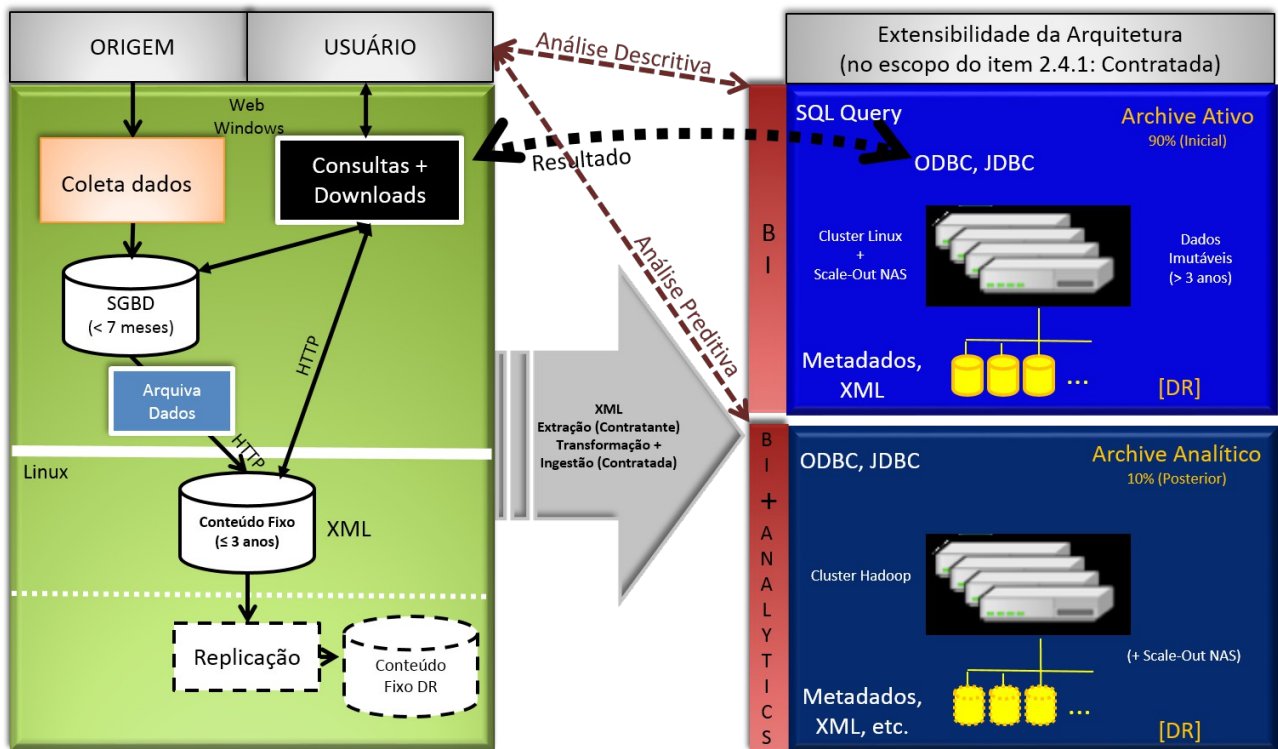 ORIGEM
USUÁRIO
Web
Windows
Coleta dados
Consultas +
Downloads
SGBD
(< 7 meses)
Arquiva
Dados
HTTP
HTTP
Linux
Conteúdo Fixo
(≤ 3 anos)
XML
Replicação
Conteúdo
Fixo DR
Análise Descritiva
Resultado
Análise Preditiva
XML
Extração (Contratante)
Transformação +
Ingestão (Contratada)
Extensibilidade da Arquitetura
(no escopo do item 2.4.1: Contratada)
B
I
SQL Query
Archive Ativo
90% (Inicial)
ODBC, JDBC
Cluster Linux
+
Scale-Out NAS
Dados
Imutáveis
(> 3 anos)
Metadados,
XML
...
[DR]
B
I
+
A
N
A
L
Y
T
I
C
S
ODBC, JDBC
Archive Analítico
10% (Posterior)
Cluster Hadoop
(+ Scale-Out NAS)
Metadados,
XML, etc.
...
[DR]